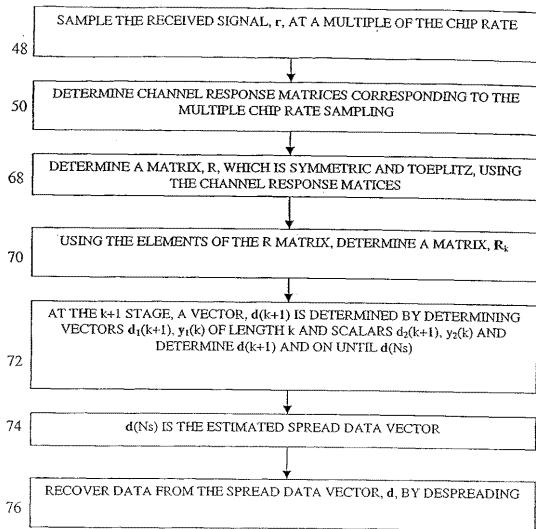 SAMPLE THE RECEIVED SIGNAL, r, AT A MULTIPLE OF THE CHIP RATE
48
DETERMINE CHANNEL RESPONSE MATRICES CORRESPONDING TO THE
MULTIPLE CHIP RATE SAMPLING
50
DETERMINE A MATRIX, R, WHICH IS SYMMETRIC AND TOEPLITZ, USING
THE CHANNEL RESPONSE MATICES
68
USING THE ELEMENTS OF THE R MATRIX, DETERMINE A MATRIX, Rk
70
AT THE k+1 STAGE, A VECTOR, d(k+1) IS DETERMINED BY DETERMINING
VECTORS d1(k+1), y1(k) OF LENGTH k AND SCALARS d2(k+1), y2(k) AND
DETERMINE d(k+1) AND ON UNTIL d(Ns)
72
d(Ns) IS THE ESTIMATED SPREAD DATA VECTOR
74
RECOVER DATA FROM THE SPREAD DATA VECTOR, d, BY DESPREADING
76